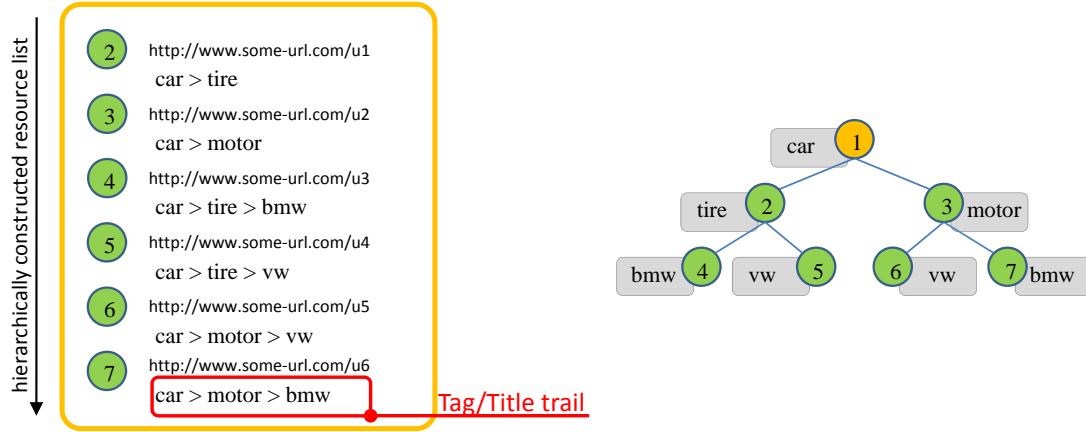 hierarchically constructed resource list
2 http://www.some-url.com/u1
car > tire
3 http://www.some-url.com/u2
car > motor
4 http://www.some-url.com/u3
car > tire > bmw
5 http://www.some-url.com/u4
car > tire > vw
6 http://www.some-url.com/u5
car > motor > vw
7 http://www.some-url.com/u6
car > motor > bmw
Tag/Title trail
car 1
tire 2 3 motor
bmw 4 vw 5 6 vw 7 bmw